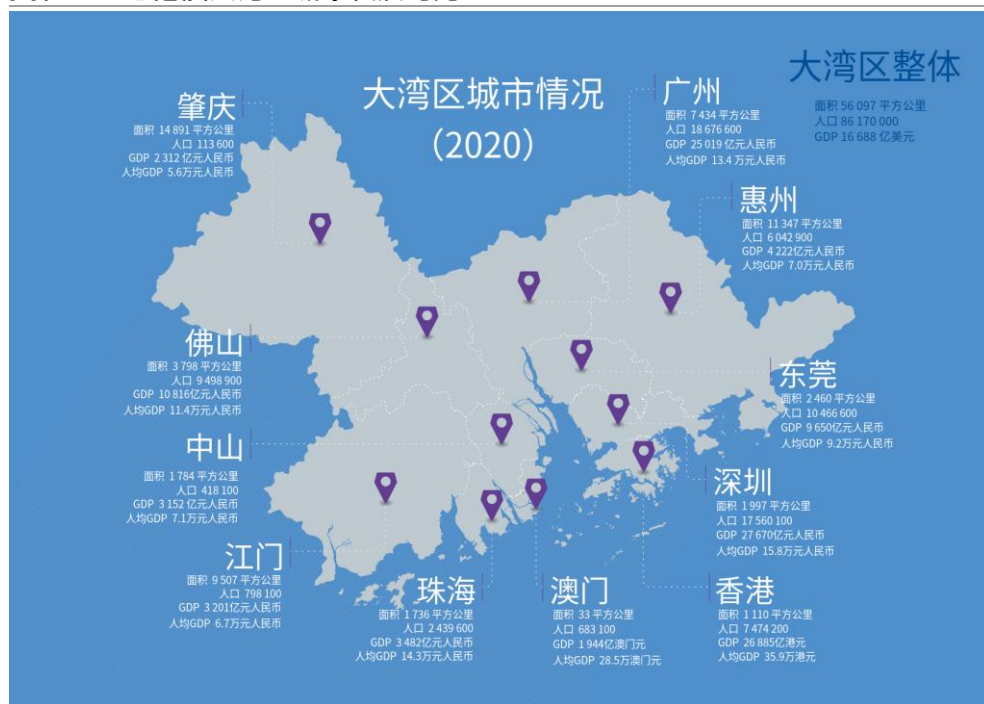 大湾区城市情况
（2020）
大湾区整体
面积 56 097 平方公里
人口 86 170 000
GDP 16 688 亿美元
肇庆
面积 14 891 平方公里
人口 113 600
GDP 2 312 亿元人民币
人均GDP 5.6万元人民币
广州
面积 7 434 平方公里
人口 18 676 600
GDP 25 019 亿元人民币
人均GDP 13.4 万元人民币
惠州
面积 11 347 平方公里
人口 6 042 900
GDP 4 222亿元人民币
人均GDP 7.0万元人民币
佛山
面积 3 798 平方公里
人口 9 498 900
GDP 10 816亿元人民币
人均GDP 11.4万元人民币
东莞
面积 2 460 平方公里
人口 10 466 600
GDP 9 650亿元人民币
人均GDP 9.2万元人民币
中山
面积 1 784 平方公里
人口 418 100
GDP 3 152 亿元人民币
人均GDP 7.1万元人民币
深圳
面积 1 997 平方公里
人口 17 560 100
GDP 27 670亿元人民币
人均GDP 15.8万元人民币
江门
面积 9 507 平方公里
人口 798 100
GDP 3 201亿元人民币
人均GDP 6.7万元人民币
珠海
面积 1 736 平方公里
人口 2 439 600
GDP 3 482亿元人民币
人均GDP 14.3万元人民币
澳门
面积 33 平方公里
人口 683 100
GDP 1 944亿澳门元
人均GDP 28.5万澳门元
香港
面积 1 110 平方公里
人口 7 474 200
GDP 26 885亿港元
人均GDP 35.9万港元